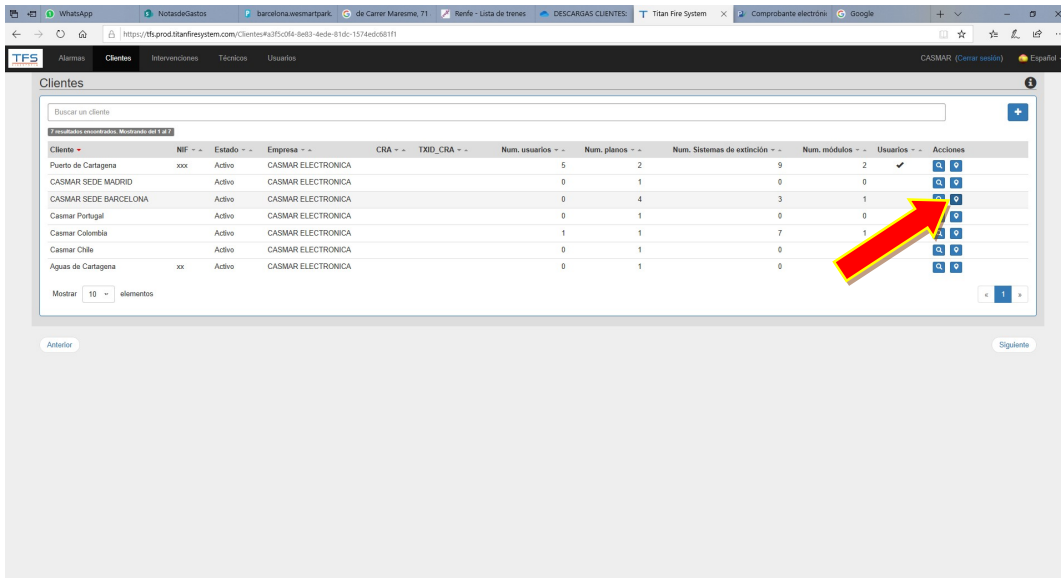 WhatsApp NotasdeGastos barcelona.wesmartpark. de Carrer Maresme, 71 Renfe - Lista de trenes DESCARGAS CLIENTES: Titan Fire System Comprobante electróni Google
https://tfs.prod.titanfiresystem.com/Clientes#a3f5c0f4-8e83-4ede-81dc-1574edc681f1
TFS Alarmas Clientes Intervenciones Técnicos Usuarios CASMAR (Cerrar sesión) Español
Clientes
Buscar un cliente
7 resultados encontrados. Mostrando del 1 al 7
Cliente NIF Estado Empresa CRA TXID_CRA Num. usuarios Num. planos Num. Sistemas de extinción Num. módulos Usuarios Acciones
Puerto de Cartagena xxx Activo CASMAR ELECTRONICA 5 2 9 2
CASMAR SEDE MADRID Activo CASMAR ELECTRONICA 0 1 0 0
CASMAR SEDE BARCELONA Activo CASMAR ELECTRONICA 0 4 3 1
Casmar Portugal Activo CASMAR ELECTRONICA 0 1 0 0
Casmar Colombia Activo CASMAR ELECTRONICA 1 1 7 1
Casmar Chile Activo CASMAR ELECTRONICA 0 1 0
Aguas de Cartagena xx Activo CASMAR ELECTRONICA 0 1 0
Mostrar 10 elementos « 1 »
Anterior Siguiente